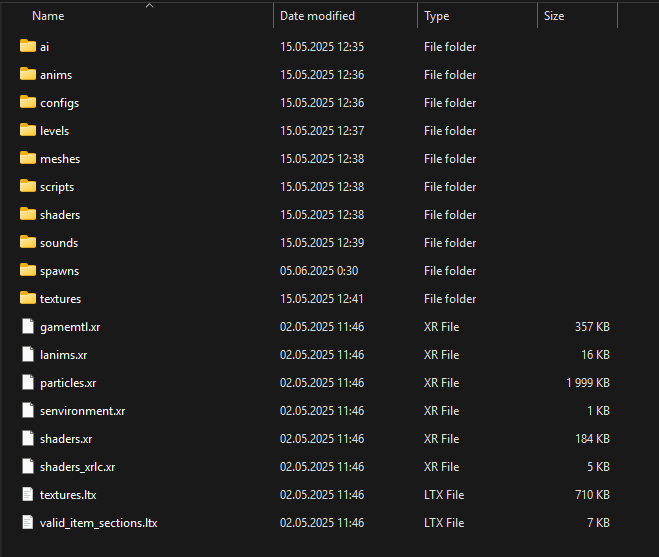 Name Date modified Type Size
ai 15.05.2025 12:35 File folder
anims 15.05.2025 12:36 File folder
configs 15.05.2025 12:36 File folder
levels 15.05.2025 12:37 File folder
meshes 15.05.2025 12:38 File folder
scripts 15.05.2025 12:38 File folder
shaders 15.05.2025 12:38 File folder
sounds 15.05.2025 12:39 File folder
spawns 05.06.2025 0:30 File folder
textures 15.05.2025 12:41 File folder
gamemtl.xr 02.05.2025 11:46 XR File 357 KB
lanims.xr 02.05.2025 11:46 XR File 16 KB
particles.xr 02.05.2025 11:46 XR File 1 999 KB
senvironment.xr 02.05.2025 11:46 XR File 1 KB
shaders.xr 02.05.2025 11:46 XR File 184 KB
shaders_xrlc.xr 02.05.2025 11:46 XR File 5 KB
textures.ltx 02.05.2025 11:46 LTX File 710 KB
valid_item_sections.ltx 02.05.2025 11:46 LTX File 7 KB